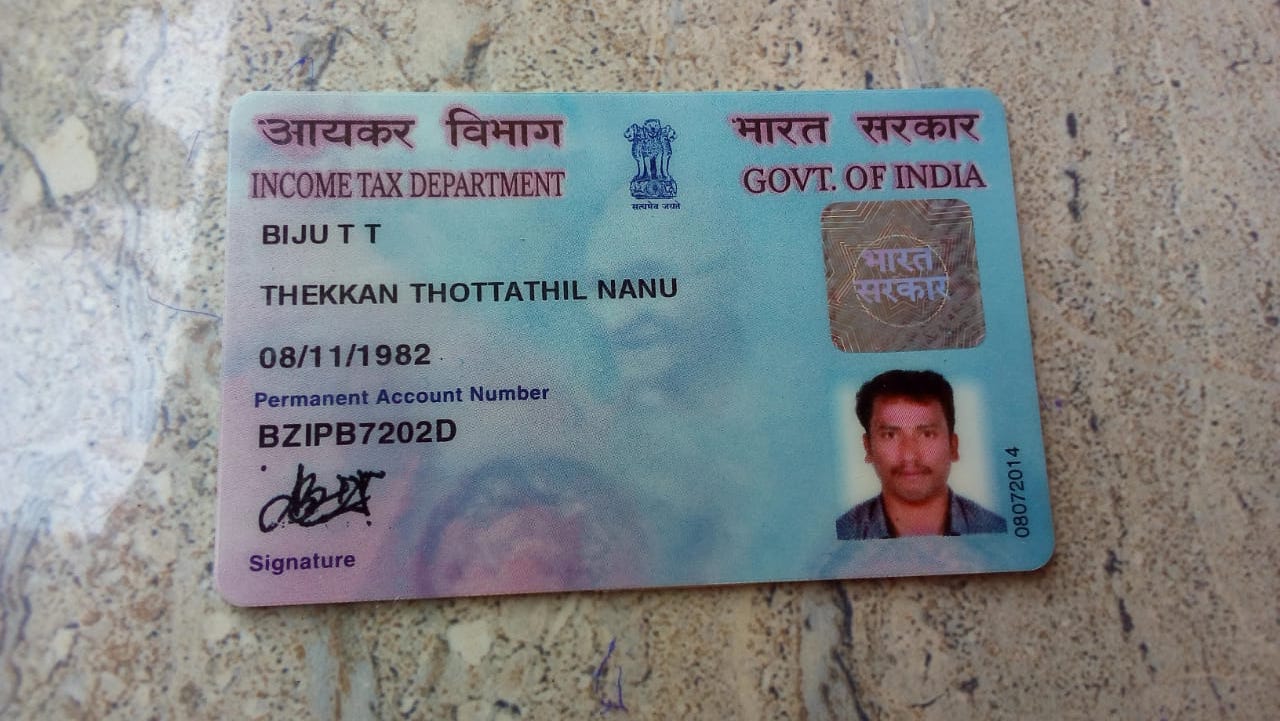 आयकर विभाग
भारत सरकार
INCOME TAX DEPARTMENT
GOVT. OF INDIA
सत्यमेव जयते
BIJU T T
THEKKAN THOTTATHIL NANU
08/11/1982
Permanent Account Number
BZIPB7202D
Signature
भारत
सरकार
08072014